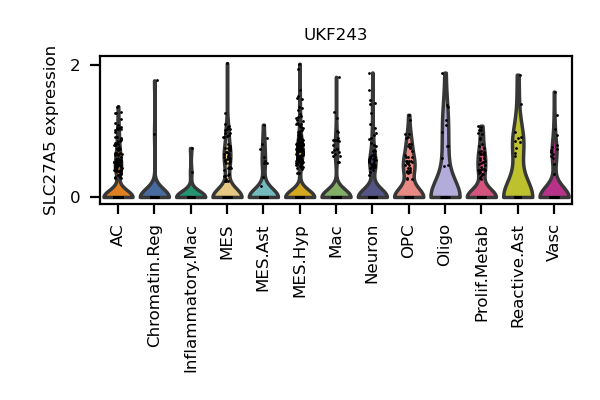 UKF243
SLC27A5 expression
2
0
AC
Chromatin.Reg
Inflammatory.Mac
MES
MES.Ast
MES.Hyp
Mac
Neuron
OPC
Oligo
Prolif.Metab
Reactive.Ast
Vasc